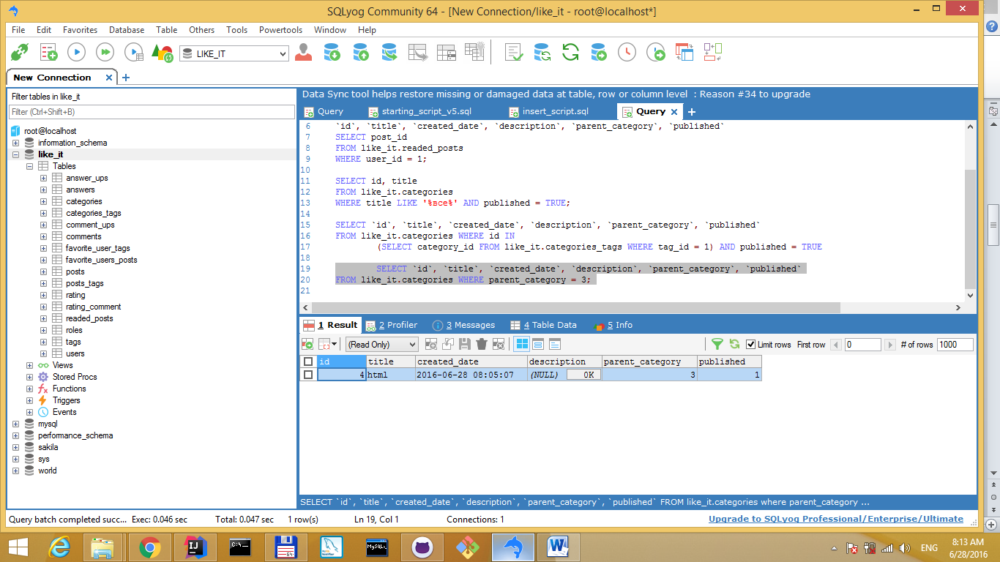 SQLyog Community 64 - [New Connection/like_it - root@localhost*]
File Edit Favorites Database Table Others Tools Powertools Window Help
LIKE_IT
New Connection
Filter tables in like_it
Filter (Ctrl+Shift+B)
root@localhost
information_schema
like_it
Tables
answer_ups
answers
categories
categories_tags
comment_ups
comments
favorite_user_tags
favorite_users_posts
posts
posts_tags
rating
rating_comment
readed_posts
roles
tags
users
Views
Stored Procs
Functions
Triggers
Events
mysql
performance_schema
sakila
sys
world
Data Sync tool helps restore missing or damaged data at table, row or column level : Reason #34 to upgrade
Query starting_script_v5.sql insert_script.sql Query
6 `id`, `title`, `created_date`, `description`, `parent_category`, `published`
7 SELECT post_id
8 FROM like_it.readed_posts
9 WHERE user_id = 1;
10
11 SELECT id, title
12 FROM like_it.categories
13 WHERE title LIKE '%все%' AND published = TRUE;
14
15 SELECT `id`, `title`, `created_date`, `description`, `parent_category`, `published`
16 FROM like_it.categories WHERE id IN
17 (SELECT category_id FROM like_it.categories_tags WHERE tag_id = 1) AND published = TRUE
18
19 SELECT `id`, `title`, `created_date`, `description`, `parent_category`, `published`
20 FROM like_it.categories WHERE parent_category = 3;
21
1 Result 2 Profiler 3 Messages 4 Table Data 5 Info
(Read Only) Limit rows First row 0 # of rows 1000
id title created_date description parent_category published
4 html 2016-06-28 08:05:07 (NULL) 0K 3 1
SELECT `id`, `title`, `created_date`, `description`, `parent_category`, `published` FROM like_it.categories where parent_category ...
Query batch completed succ... Exec: 0.046 sec Total: 0.047 sec 1 row(s) Ln 19, Col 1 Connections: 1 Upgrade to SQLyog Professional/Enterprise/Ultimate
ENG
8:13 AM
6/28/2016